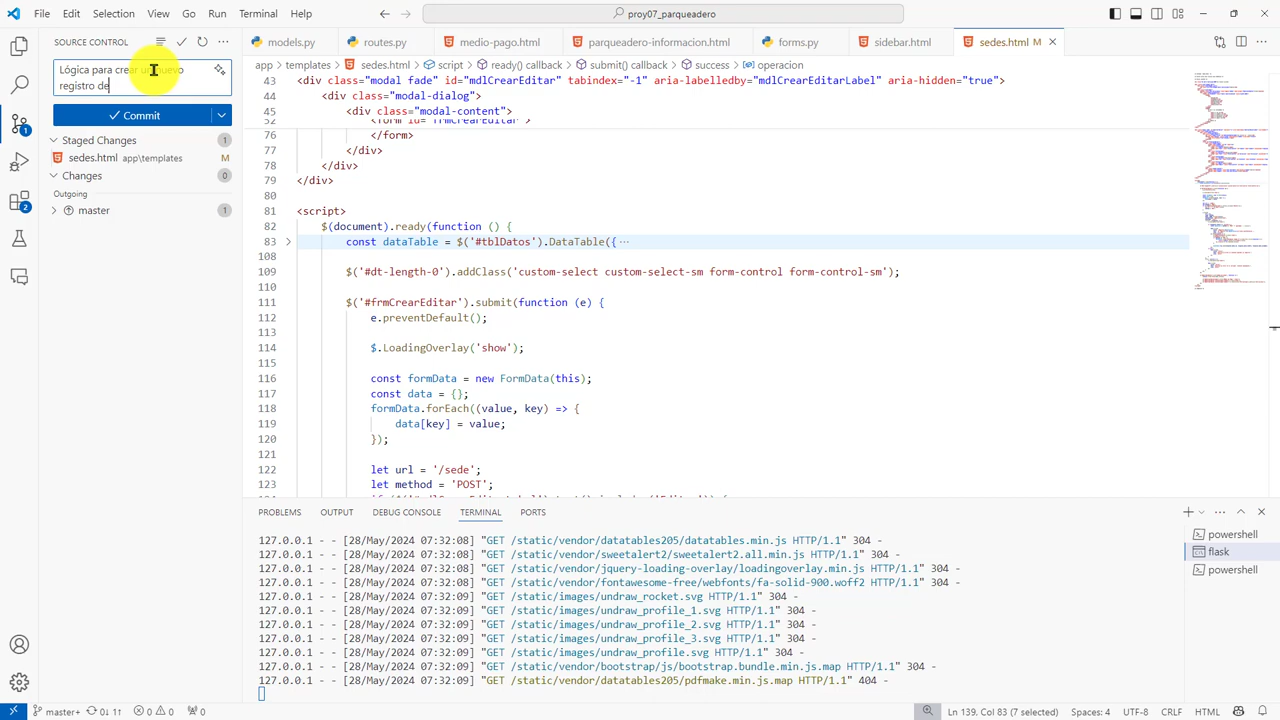 File Edit Selection View Go Run Terminal Help
proy07_parqueadero
SOURCE CONTROL
Lógica para crear un nuevo
registro de
Commit
Staged Changes
sedes.html app\templates M
Changes 0
Outgoing
master 1
models.py routes.py medio-pago.html parqueadero-informacion.html forms.py sidebar.html sedes.html
app > templates > sedes.html > script > ready() callback > submit() callback > success > mdlAccion
43 <div class="modal fade" id="mdlCrearEditar" tabindex="-1" aria-labelledby="mdlCrearEditarLabel" aria-hidden="true">
44 <div class="modal-dialog">
45 <div class="modal-content">
52 <form id="frmCrearEditar">
76 </form>
77 </div>
78 </div>
79 </div>
80
81 <script>
82 $(document).ready(function () {
83
108
109
110
111 $('#frmCrearEditar').submit(function (e) {
112 e.preventDefault();
113
114 $.LoadingOverlay('show');
115
116 const formData = new FormData(this);
117 const data = {};
118 formData.forEach((value, key) => {
119 data[key] = value;
120 });
121
122 let url = '/sede';
123 let method = 'POST';
PROBLEMS OUTPUT DEBUG CONSOLE TERMINAL PORTS
127.0.0.1 - - [28/May/2024 07:32:08] "GET /static/vendor/datatables205/datatables.min.js HTTP/1.1" 304 -
127.0.0.1 - - [28/May/2024 07:32:08] "GET /static/vendor/sweetalert2/sweetalert2.all.min.js HTTP/1.1" 304 -
127.0.0.1 - - [28/May/2024 07:32:08] "GET /static/vendor/jquery-loading-overlay/loadingoverlay.min.js HTTP/1.1" 304 -
127.0.0.1 - - [28/May/2024 07:32:08] "GET /static/vendor/fontawesome-free/webfonts/fa-solid-900.woff2 HTTP/1.1" 304 -
127.0.0.1 - - [28/May/2024 07:32:09] "GET /static/images/undraw_rocket.svg HTTP/1.1" 304 -
127.0.0.1 - - [28/May/2024 07:32:09] "GET /static/images/undraw_profile_1.svg HTTP/1.1" 304 -
127.0.0.1 - - [28/May/2024 07:32:09] "GET /static/images/undraw_profile_2.svg HTTP/1.1" 304 -
127.0.0.1 - - [28/May/2024 07:32:09] "GET /static/images/undraw_profile_3.svg HTTP/1.1" 304 -
127.0.0.1 - - [28/May/2024 07:32:09] "GET /static/images/undraw_profile.svg HTTP/1.1" 304 -
127.0.0.1 - - [28/May/2024 07:32:09] "GET /static/vendor/bootstrap/js/bootstrap.bundle.min.js.map HTTP/1.1" 304 -
127.0.0.1 - - [28/May/2024 07:32:09] "GET /static/vendor/datatables205/pdfmake.min.js.map HTTP/1.1" 404 -
powershell
flask
powershell
master+ 0↓ 1↑ 0 0 0 Ln 139, Col 83 (7 selected) Spaces: 4 UTF-8 CRLF HTML